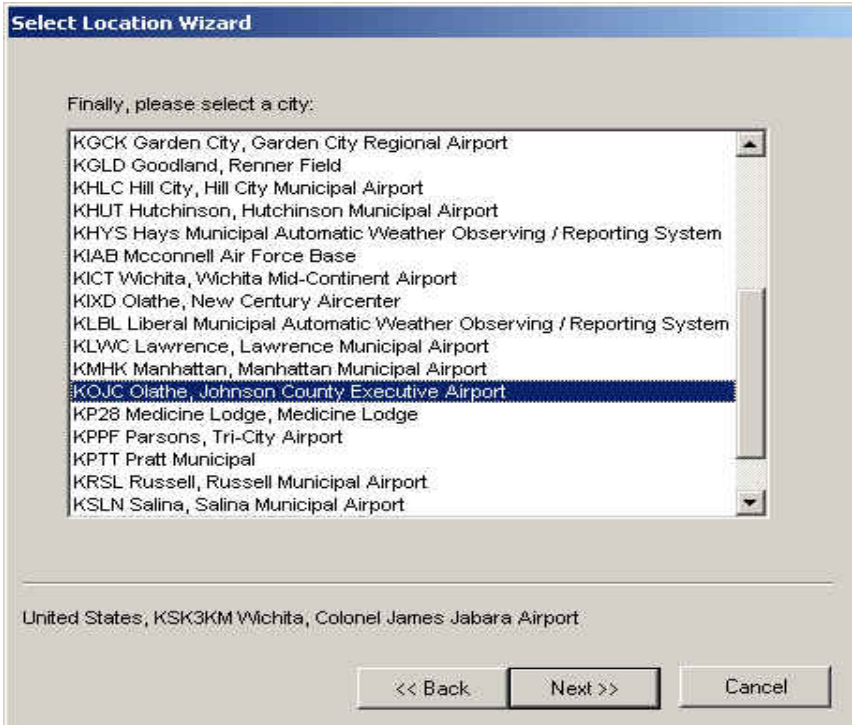 Select Location Wizard
Finally, please select a city:
KGCK Garden City, Garden City Regional Airport
KGLD Goodland, Renner Field
KHLC Hill City, Hill City Municipal Airport
KHUT Hutchinson, Hutchinson Municipal Airport
KHYS Hays Municipal Automatic Weather Observing / Reporting System
KIAB Mcconnell Air Force Base
KICT Wichita, Wichita Mid-Continent Airport
KIXD Olathe, New Century Aircenter
KLBL Liberal Municipal Automatic Weather Observing / Reporting System
KLWC Lawrence, Lawrence Municipal Airport
KMHK Manhattan, Manhattan Municipal Airport
KOJC Olathe, Johnson County Executive Airport
KP28 Medicine Lodge, Medicine Lodge
KPPF Parsons, Tri-City Airport
KPTT Pratt Municipal
KRSL Russell, Russell Municipal Airport
KSLN Salina, Salina Municipal Airport
United States, KSK3KM Wichita, Colonel James Jabara Airport
<< Back Next >> Cancel